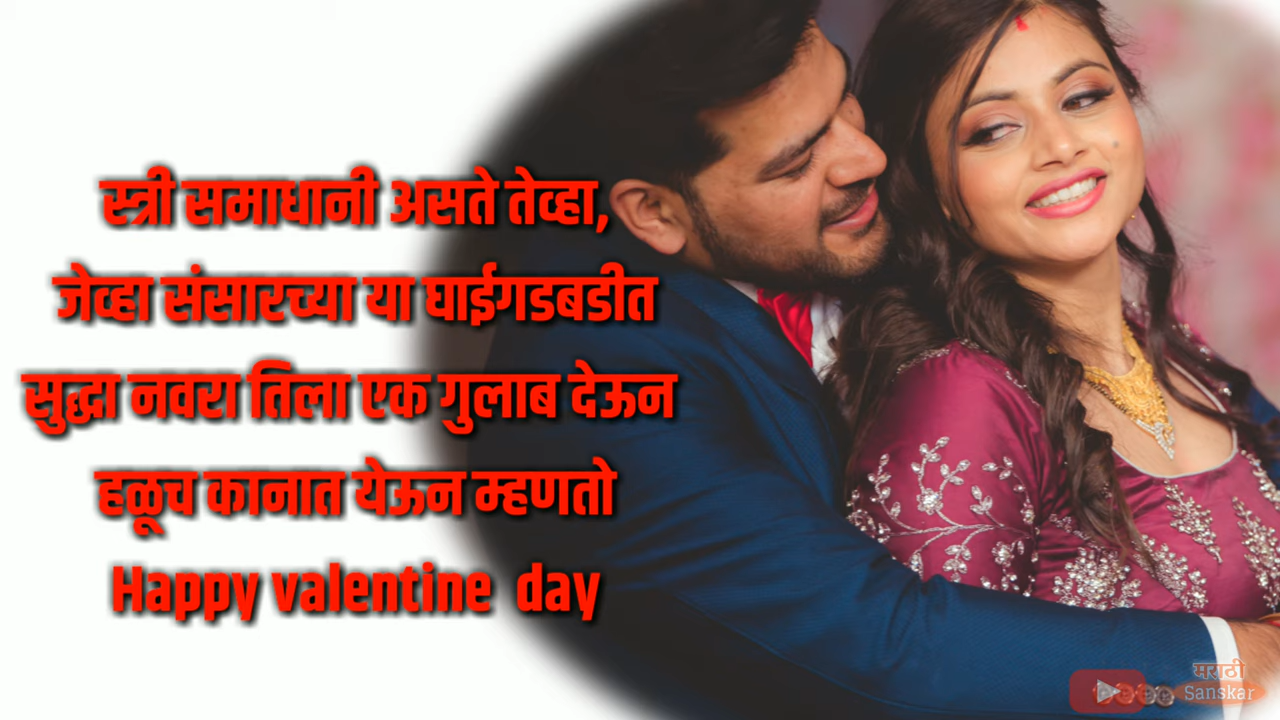 स्त्री समाधानी असते तेव्हा,
जेव्हा संसारच्या या घाईगडबडीत
सुद्धा नवरा तिला एक गुलाब देऊन
हळूच कानात येऊन म्हणतो
Happy valentine day
मराठी
Sanskar